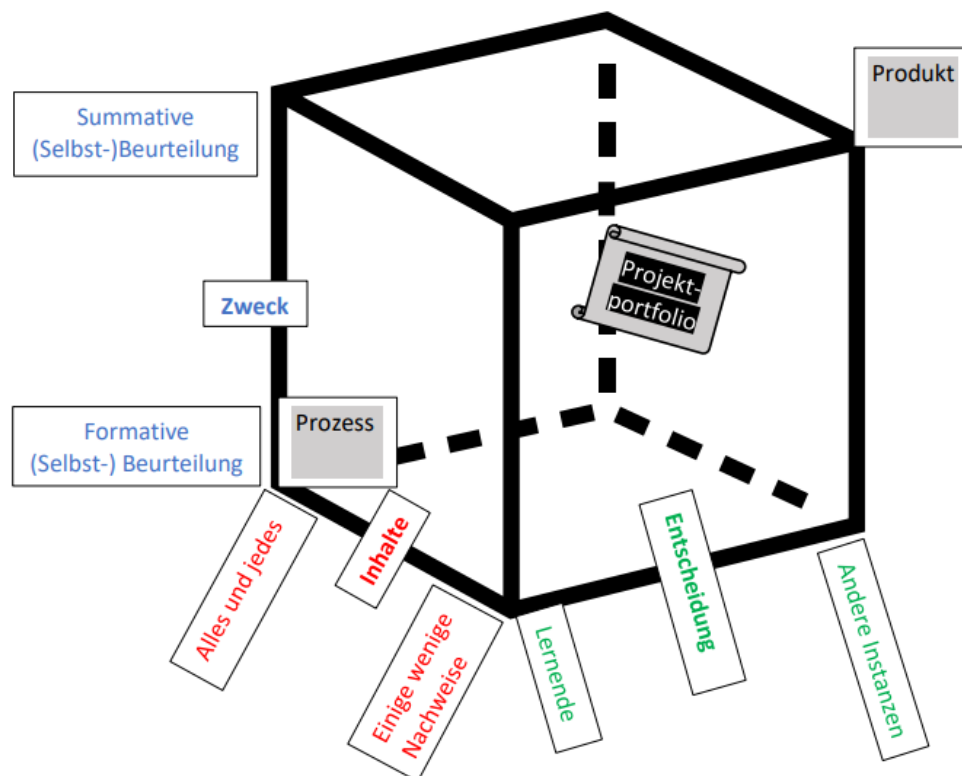 Produkt
Summative
(Selbst-)Beurteilung
Projekt-
portfolio
Zweck
Formative
(Selbst-) Beurteilung
Prozess
Alles und jedes
Inhalte
Einige wenige
Nachweise
Lernende
Entscheidung
Andere Instanzen